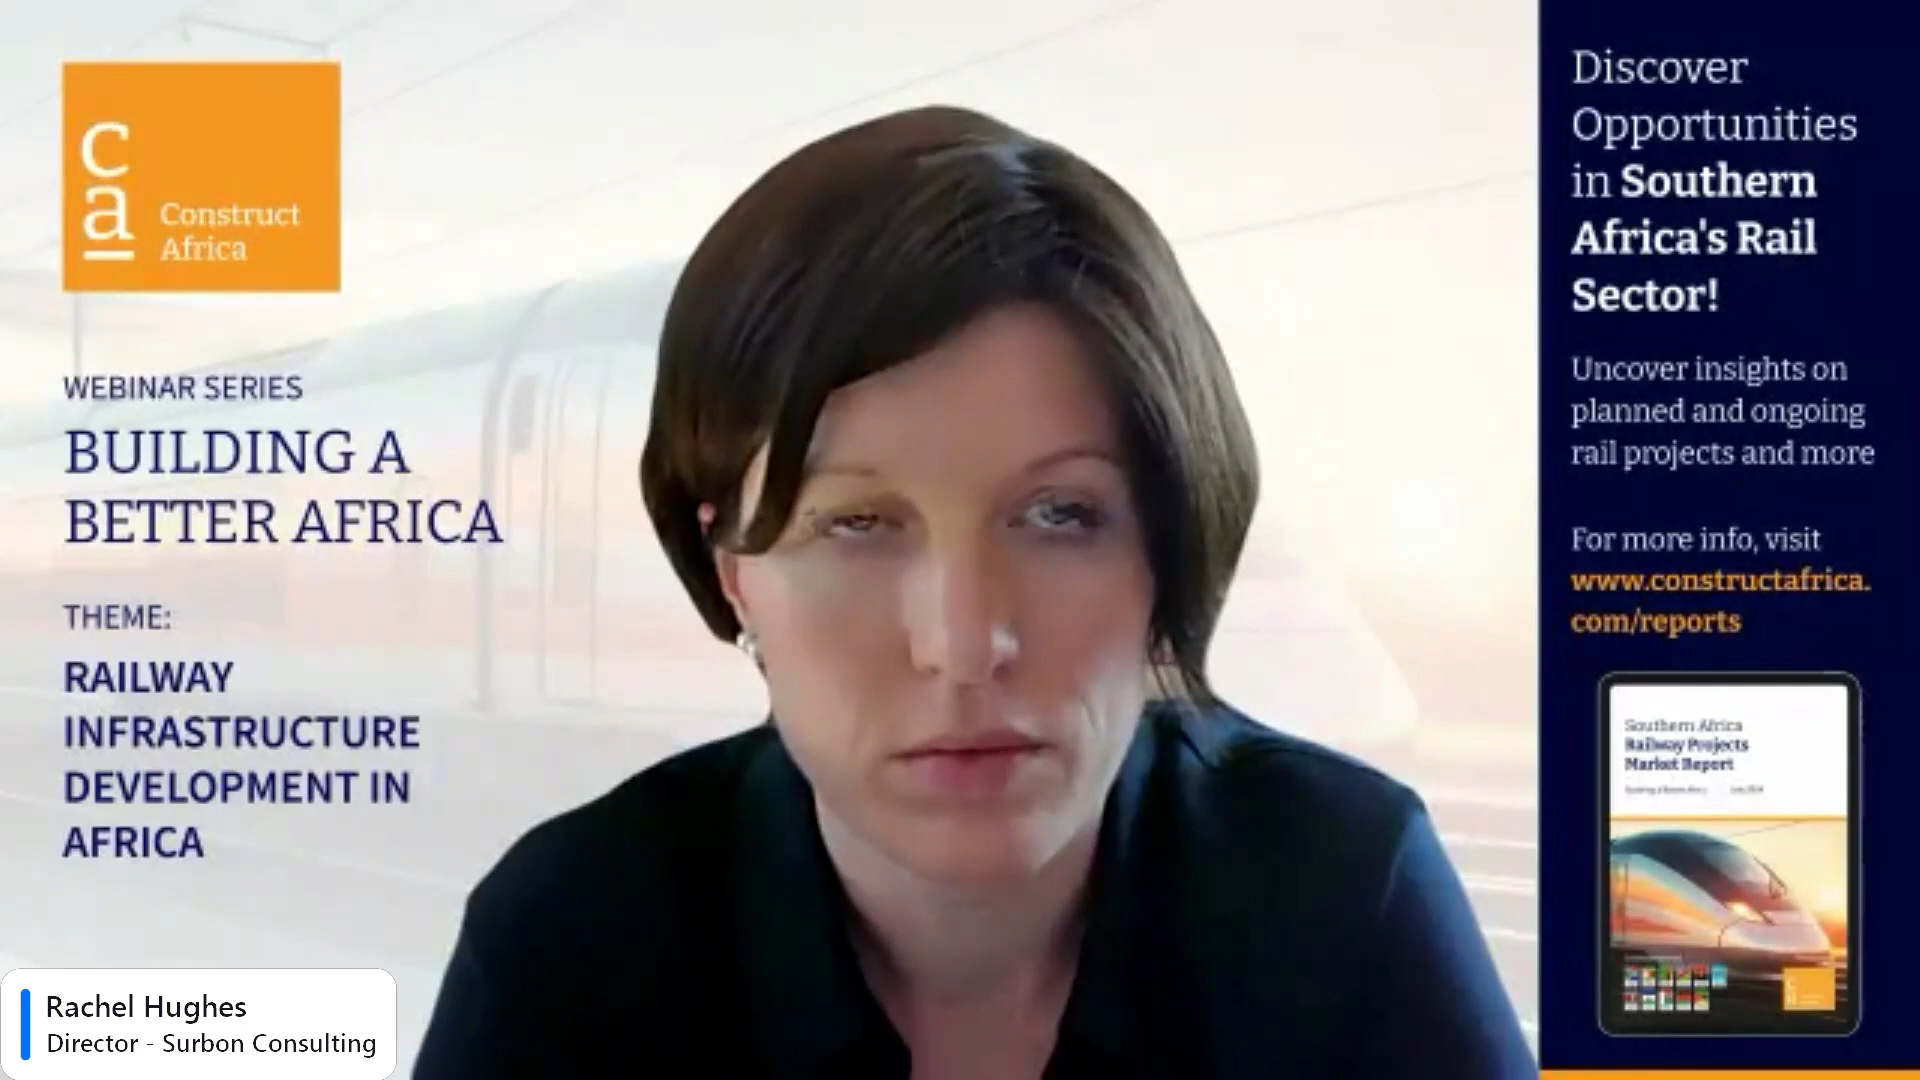 ca
Construct
Africa
WEBINAR SERIES
BUILDING A
BETTER AFRICA
THEME:
RAILWAY
INFRASTRUCTURE
DEVELOPMENT IN
AFRICA
Rachel Hughes
Director - Surbon Consulting
Discover
Opportunities
in Southern
Africa's Rail
Sector!
Uncover insights on
planned and ongoing
rail projects and more
For more info, visit
www.constructafrica.
com/reports
Southern Africa
Railway Projects
Market Report